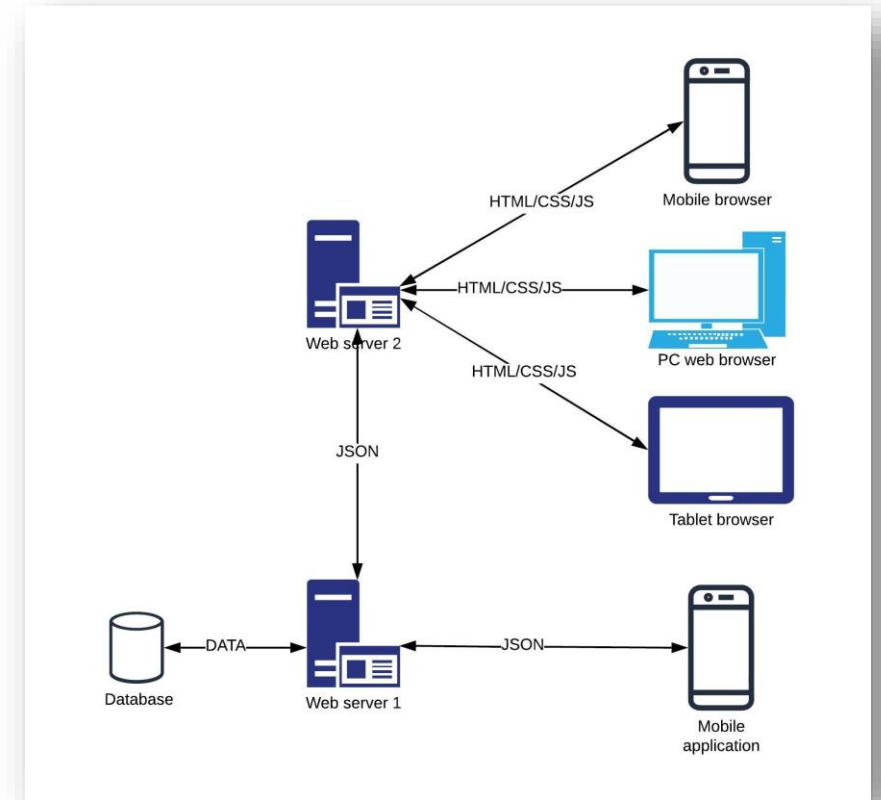 Mobile browser
HTML/CSS/JS
HTML/CSS/JS
Web server 2
PC web browser
HTML/CSS/JS
JSON
Tablet browser
DATA
JSON
Database
Web server 1
Mobile
application